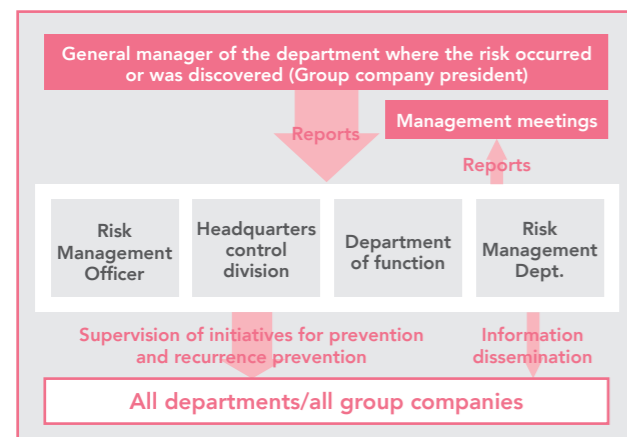 General manager of the department where the risk occurred
or was discovered (Group company president)
Reports
Management meetings
Reports
Risk
Management
Officer
Headquarters
control
division
Department
of function
Risk
Management
Dept.
Supervision of initiatives for prevention
and recurrence prevention
Information
dissemination
All departments/all group companies